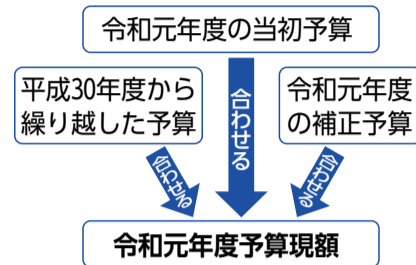 令和元年度の当初予算
平成30年度から
繰り越した予算
合わせる
令和元年度
の補正予算
合わせる
合わせる
令和元年度予算現額